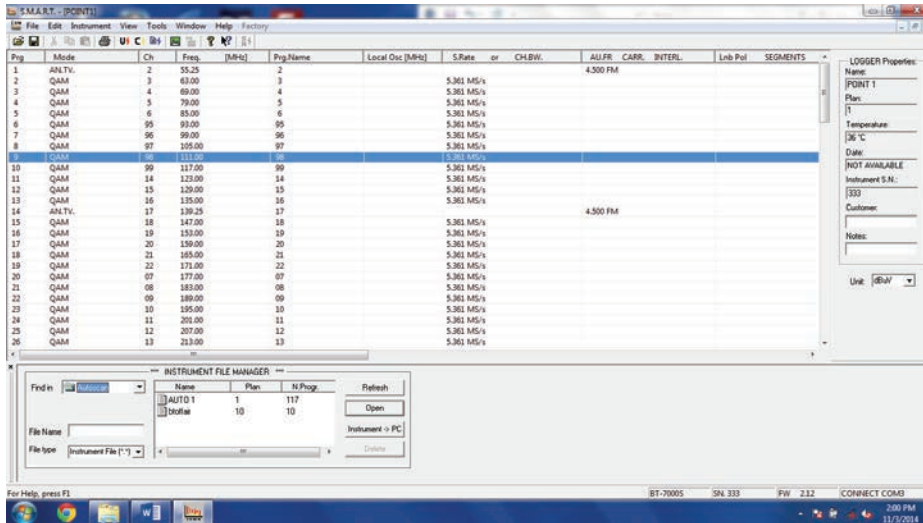 S.M.A.R.T. - [POINT1]
File Edit Instrument View Tools Window Help Factory
Prg Mode Ch Freq. [MHz] Prg.Name Local Osc [MHz] S.Rate or CH.BW. AU.FR CARR. INTERL. Lnb Pol SEGMENTS
1 AN.TV. 2 55.25 2 4.500 FM
2 QAM 3 63.00 3 5.361 MS/s
3 QAM 4 69.00 4 5.361 MS/s
4 QAM 5 79.00 5 5.361 MS/s
5 QAM 6 85.00 6 5.361 MS/s
6 QAM 95 93.00 95 5.361 MS/s
7 QAM 96 99.00 96 5.361 MS/s
8 QAM 97 105.00 97 5.361 MS/s
9 QAM 98 111.00 98 5.361 MS/s
10 QAM 99 117.00 99 5.361 MS/s
11 QAM 14 123.00 14 5.361 MS/s
12 QAM 15 129.00 15 5.361 MS/s
13 QAM 16 135.00 16 5.361 MS/s
14 AN.TV. 17 139.25 17 4.500 FM
15 QAM 18 147.00 18 5.361 MS/s
16 QAM 19 153.00 19 5.361 MS/s
17 QAM 20 159.00 20 5.361 MS/s
18 QAM 21 165.00 21 5.361 MS/s
19 QAM 22 171.00 22 5.361 MS/s
20 QAM 07 177.00 07 5.361 MS/s
21 QAM 08 183.00 08 5.361 MS/s
22 QAM 09 189.00 09 5.361 MS/s
23 QAM 10 195.00 10 5.361 MS/s
24 QAM 11 201.00 11 5.361 MS/s
25 QAM 12 207.00 12 5.361 MS/s
26 QAM 13 213.00 13 5.361 MS/s
LOGGER Properties:
Name:
POINT 1
Plan:
1
Temperature:
36 °C
Date:
NOT AVAILABLE
Instrument S.N.:
333
Customer:
Notes:
Unit: dBuV
INSTRUMENT FILE MANAGER
Find in Autoscan
File Name
File type Instrument File (*.*)
Name Plan N.Progr.
AUTO 1 1 117
10 10
Refresh
Open
Instrument -> PC
Delete
For Help, press F1
BT-7000S SN. 333 FW 2.12 CONNECT COM3
2:00 PM
11/3/2014